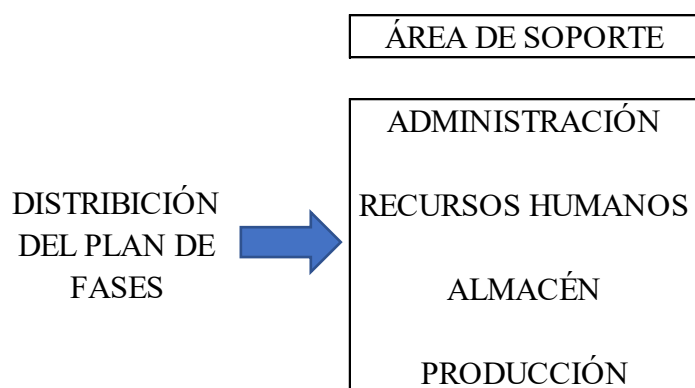 ÁREA DE SOPORTE
ADMINISTRACIÓN
DISTRIBICIÓN
DEL PLAN DE
FASES
RECURSOS HUMANOS
ALMACÉN
PRODUCCIÓN